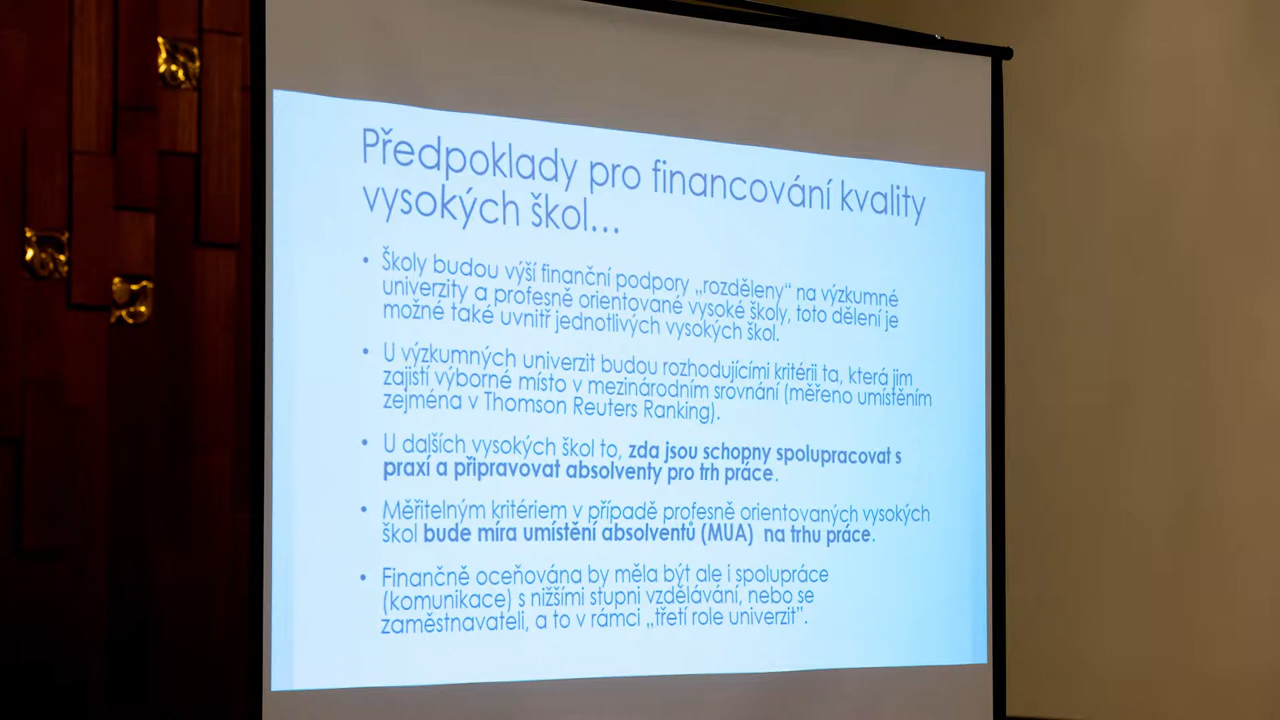 Předpoklady pro financování kvality
vysokých škol...
• Školy budou výší finanční podpory „rozděleny“ na výzkumné
univerzity a profesně orientované vysoké školy, toto dělení je
možné také uvnitř jednotlivých vysokých škol.
• U výzkumných univerzit budou rozhodujícími kritérii ta, která jim
zajistí výborné místo v mezinárodním srovnání (měřeno umístěním
zejména v Thomson Reuters Ranking).
• U dalších vysokých škol to, zda jsou schopny spolupracovat s
praxí a připravovat absolventy pro trh práce.
• Měřitelným kritériem v případě profesně orientovaných vysokých
škol bude míra umístění absolventů (MUA) na trhu práce.
• Finančně oceňována by měla být ale i spolupráce
(komunikace) s nižšími stupni vzdělávání, nebo se
zaměstnavateli, a to v rámci „třetí role univerzit”.